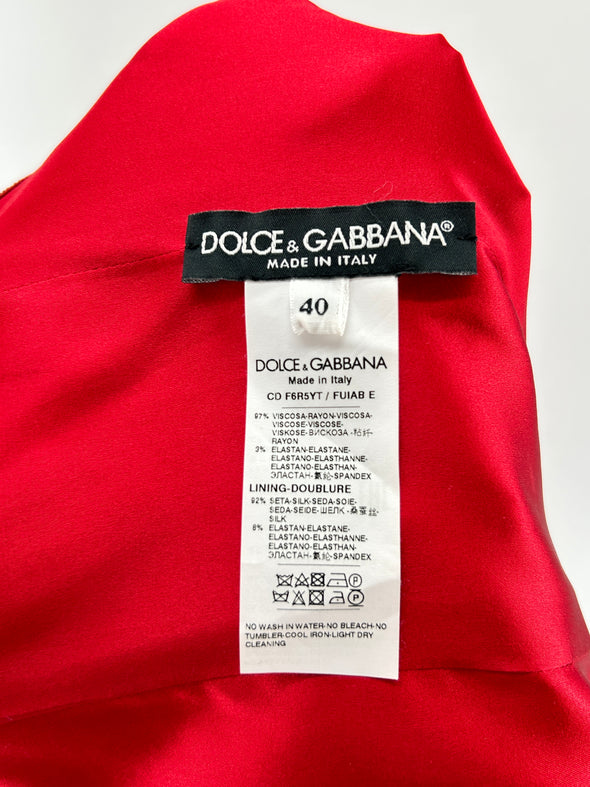 DOLCE & GABBANA®
MADE IN ITALY
40
DOLCE & GABBANA
Made in Italy
CD F6R5YT / FUIAB E
97% VISCOSA-RAYON-VISCOSA-
VISCOSE-VISCOSE-
VISKOSE-ВИСКОЗА-粘纤-
RAYON
3% ELASTAN-ELASTANE-
ELASTANO-ELASTHANNE-
ELASTANO-ELASTHAN-
ЭЛАСТАН-氨纶-SPANDEX
LINING-DOUBLURE
92% SETA-SILK-SEDA-SOIE-
SEDA-SEIDE-ШЕЛК-桑蚕丝-
SILK
8% ELASTAN-ELASTANE-
ELASTANO-ELASTHANNE-
ELASTANO-ELASTHAN-
ЭЛАСТАН-氨纶-SPANDEX
P
P
NO WASH IN WATER-NO BLEACH-NO
TUMBLER-COOL IRON-LIGHT DRY
CLEANING